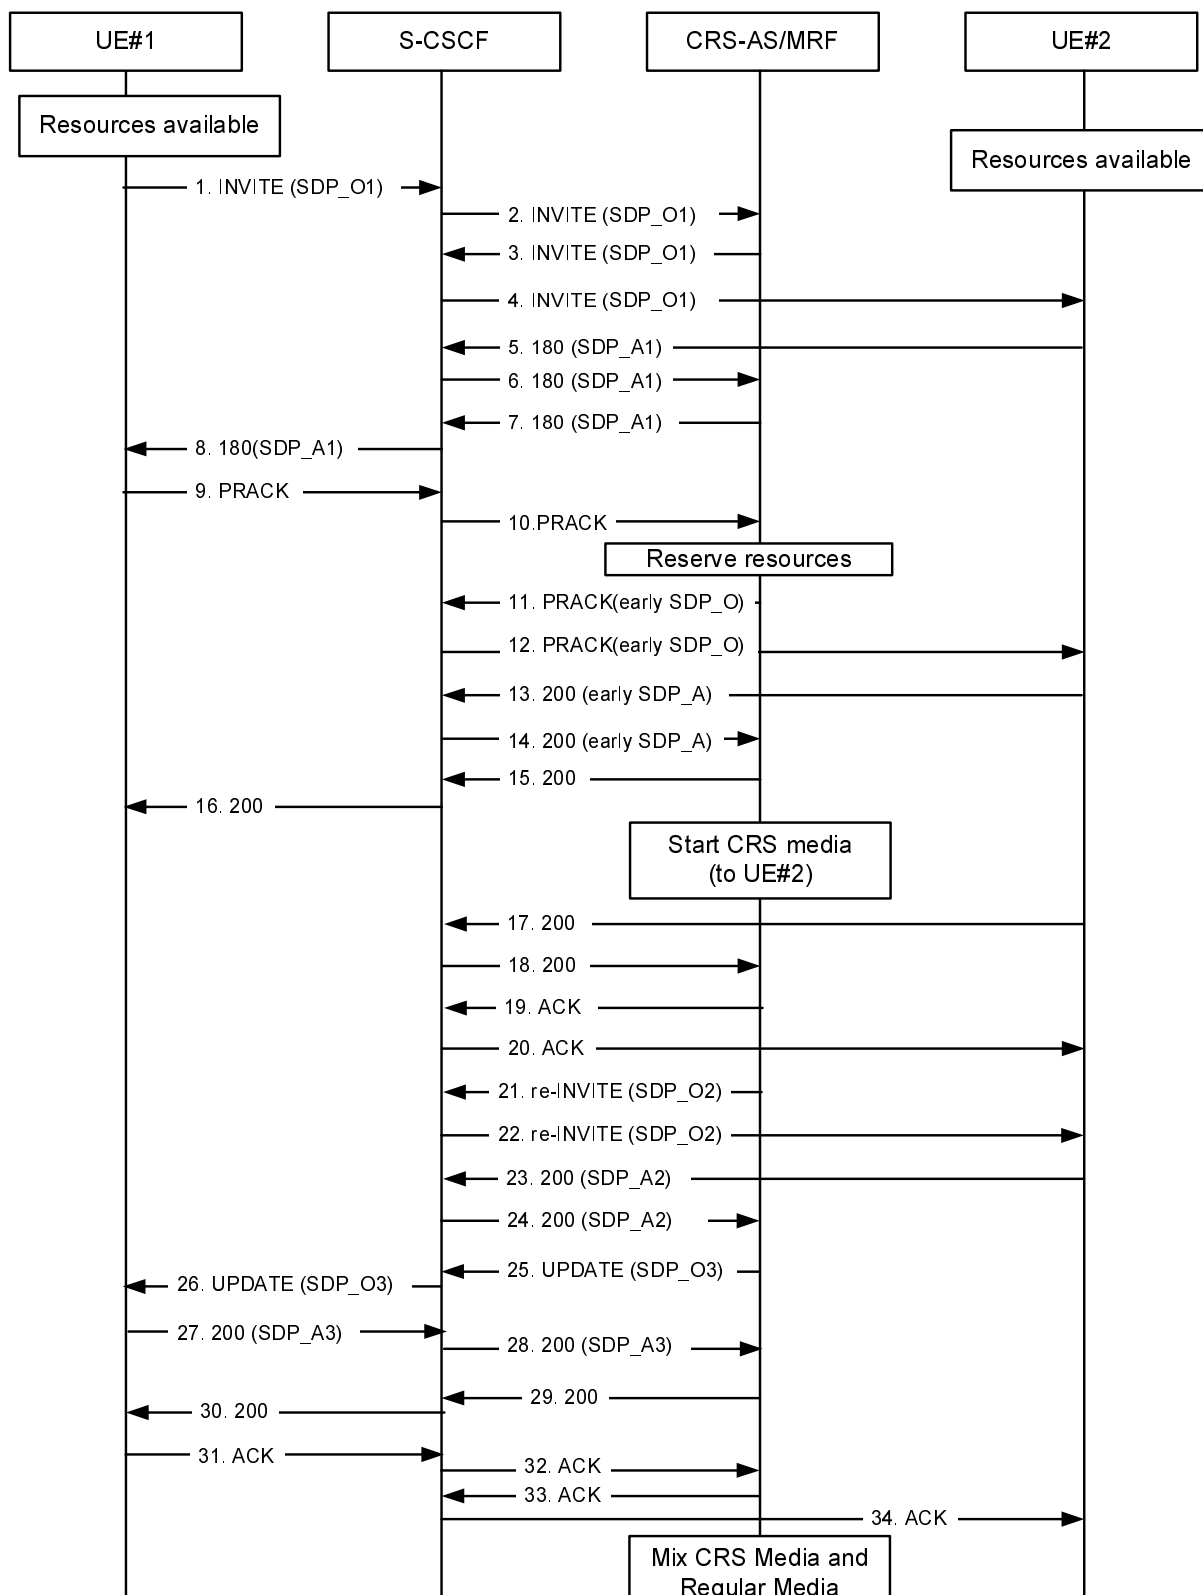 UE#1
S-CSCF
CRS-AS/MRF
UE#2
Resources available
Resources available
1. INVITE (SDP_O1)
2. INVITE (SDP_O1)
3. INVITE (SDP_O1)
4. INVITE (SDP_O1)
5. 180 (SDP_A1)
6. 180 (SDP_A1)
7. 180 (SDP_A1)
8. 180(SDP_A1)
9. PRACK
10.PRACK
Reserve resources
11. PRACK(early SDP_O)
12. PRACK(early SDP_O)
13. 200 (early SDP_A)
14. 200 (early SDP_A)
15. 200
16. 200
Start CRS media
(to UE#2)
17. 200
18. 200
19. ACK
20. ACK
21. re-INVITE (SDP_O2)
22. re-INVITE (SDP_O2)
23. 200 (SDP_A2)
24. 200 (SDP_A2)
25. UPDATE (SDP_O3)
26. UPDATE (SDP_O3)
27. 200 (SDP_A3)
28. 200 (SDP_A3)
29. 200
30. 200
31. ACK
32. ACK
33. ACK
34. ACK
Mix CRS Media and
Regular Media